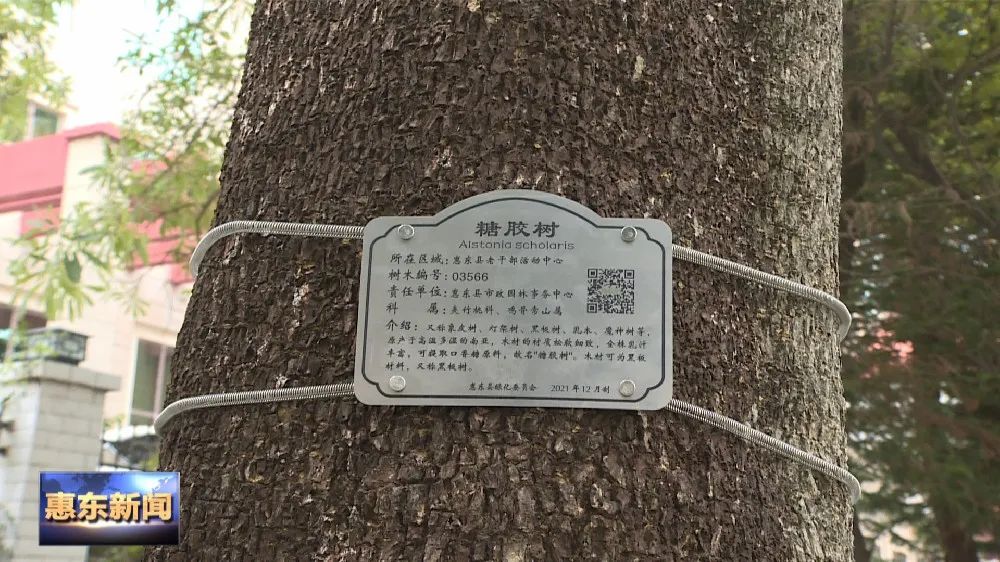 糖胶树
Alstonia scholaris
所在区域：惠东县老干部活动中心
树木编号：03566
责任单位：惠东县市政园林事务中心
科　　属：夹竹桃科、鸡骨常山属
介绍：又称象皮树、灯架树、黑板树、乳木、魔神树等，
原产于高温多湿的南亚，木材的材质松软细致，全株乳汁
丰富，可提取口香糖原料，故名"糖胶树"。木材可为黑板
材料，又称黑板树。
惠东县绿化委员会　2021年12月制
惠东新闻